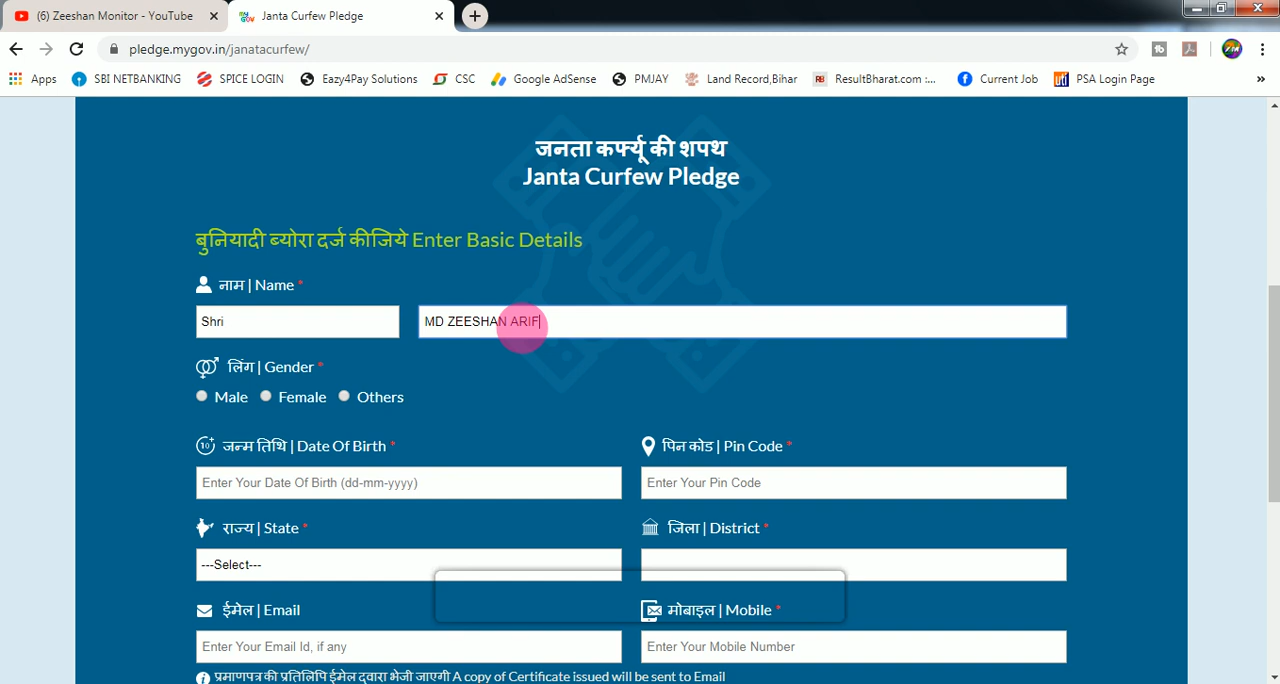 (6) Zeeshan Monitor - YouTube
Janta Curfew Pledge
pledge.mygov.in/janatacurfew/
Apps SBI NETBANKING SPICE LOGIN Eazy4Pay Solutions CSC Google AdSense PMJAY Land Record,Bihar ResultBharat.com :... Current Job PSA Login Page »
जनता कर्फ्यू की शपथ
Janta Curfew Pledge
बुनियादी ब्योरा दर्ज कीजिये Enter Basic Details
नाम | Name *
Shri MD ZEESHAN ARIF
लिंग | Gender *
Male Female Others
जन्म तिथि | Date Of Birth * पिन कोड | Pin Code *
Enter Your Date Of Birth (dd-mm-yyyy) Enter Your Pin Code
राज्य | State * जिला | District *
---Select---
ईमेल | Email मोबाइल | Mobile *
Enter Your Email Id, if any Enter Your Mobile Number
प्रमाणपत्र की प्रतिलिपि ईमेल द्वारा भेजी जाएगी A copy of Certificate issued will be sent to Email